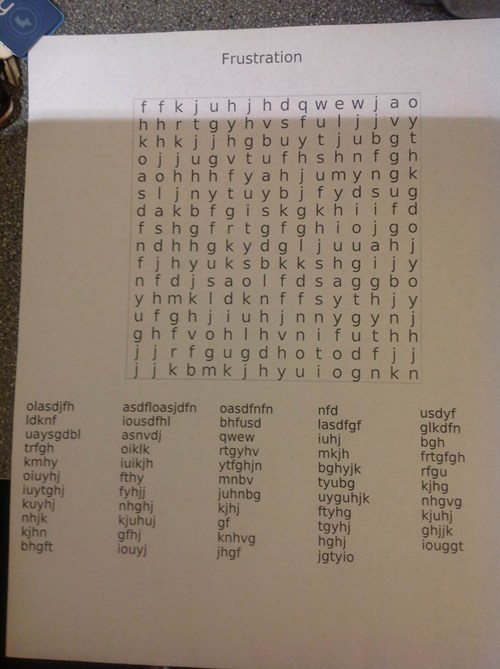 Frustration
f f k j u h j h d q w e w j a o
h h r t g y h v s f u l j j v y
k h k j j h g b u y t j u b g t
o j j u g v t u f h s h n f g h
a o h h h f y a h j u m y n g k
s l j n y t u y b j f y d s u g
d a k b f g i s k g k h i i f d
f s h g f r t g f g h i o j g o
n d h h g k y d g l j u u a h j
f j h y u k s b k k s h g i j y
n f d j s a o l f d s a g g b o
y h m k l d k n f f s y t h j y
u f g h j i u h j n n y g y n j
g h f v o h l h v n i f u t h h
j j r f g u g d h o t o d f j j
j j k b m k j h y u i o g n k n
olasdjfh asdfloasjdfn oasdfnfn nfd usdyf
ldknf iousdfhl bhfusd lasdfgf glkdfn
uaysgdbl asnvdj qwew iuhj bgh
trfgh oiklk rtgyhv mkjh frtgfgh
kmhy iuikjh ytfghjn bghyjk rfgu
oiuyhj fthy mnbv tyubg kjhg
iuytghj fyhjj juhnbg uyguhjk nhgvg
kuyhj nhghj kjhj ftyhg kjuhj
nhjk kjuhuj gf tgyhj ghjjk
kjhn gfhj knhvg hghj iouggt
bhgft iouyj jhgf jgtyio